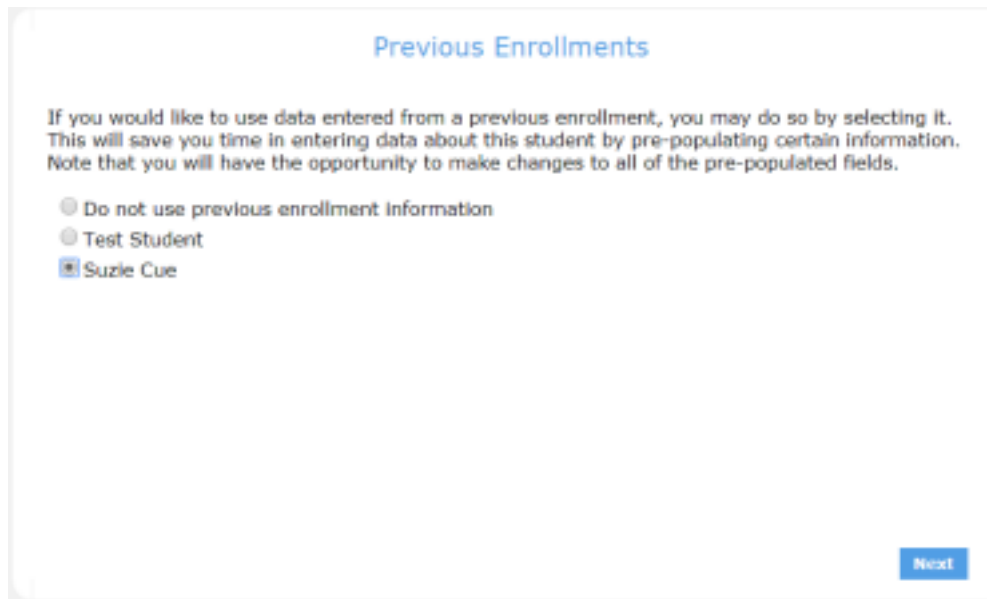 Previous Enrollments
If you would like to use data entered from a previous enrollment, you may do so by selecting it.
This will save you time in entering data about this student by pre-populating certain information.
Note that you will have the opportunity to make changes to all of the pre-populated fields.
Do not use previous enrollment information
Test Student
Suzie Cue
Next